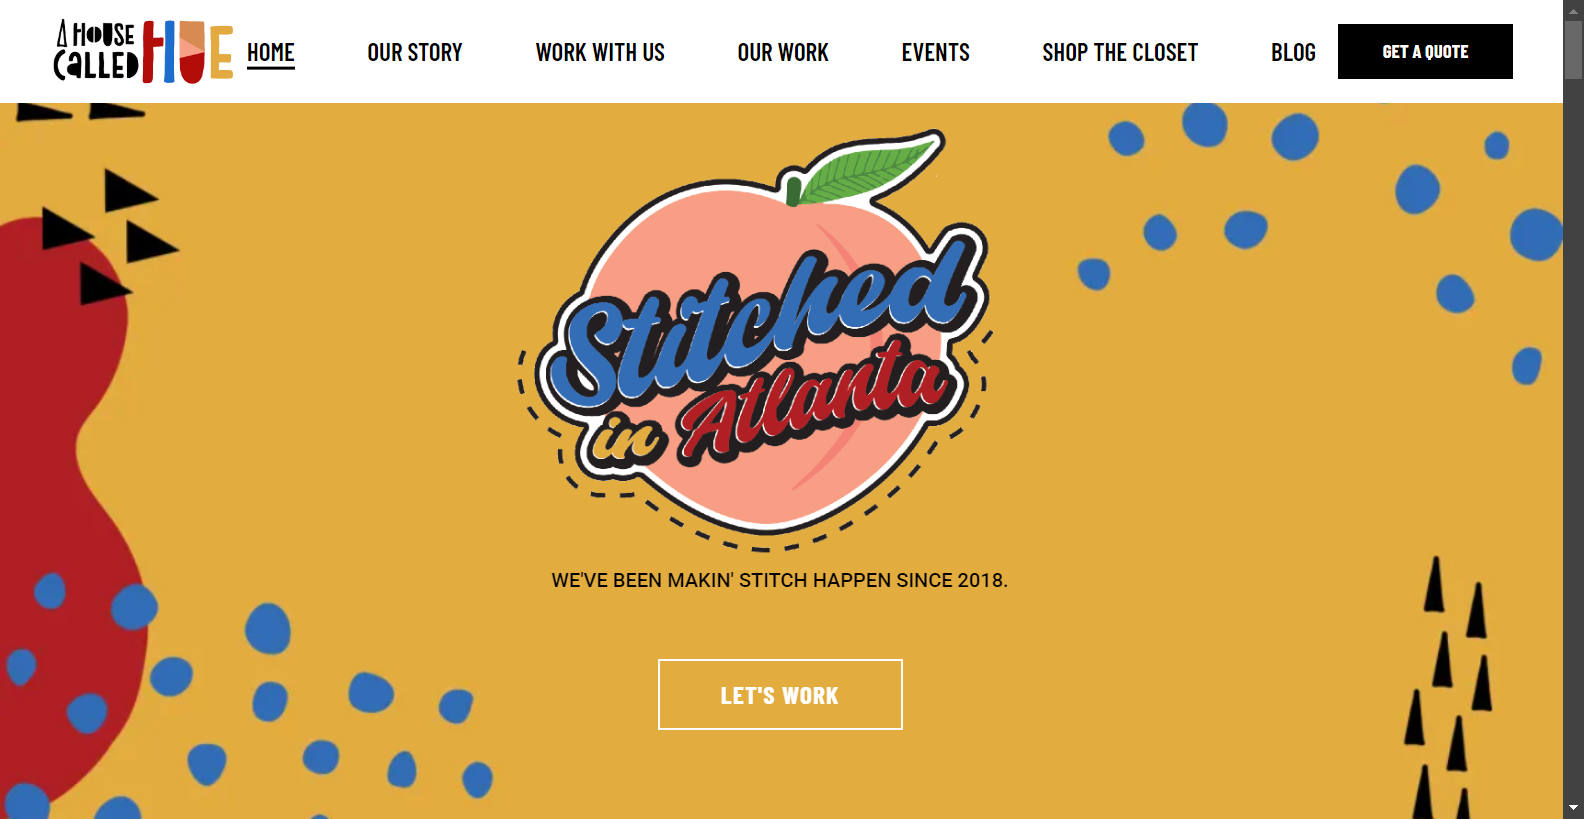 A HOUSE
CALLED HUE
HOME
OUR STORY
WORK WITH US
OUR WORK
EVENTS
SHOP THE CLOSET
BLOG
GET A QUOTE
Stitched
in Atlanta
WE'VE BEEN MAKIN' STITCH HAPPEN SINCE 2018.
LET'S WORK